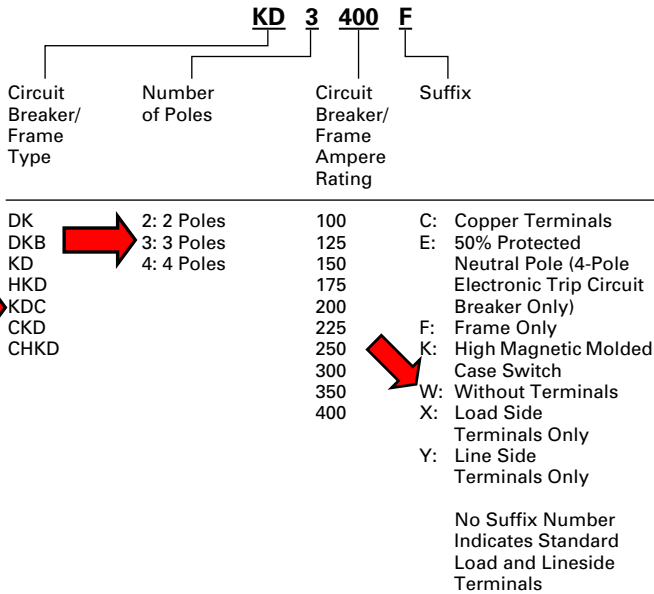 KD 3 400 F
Circuit
Breaker/
Frame
Type
Number
of Poles
Circuit
Breaker/
Frame
Ampere
Rating
Suffix
DK
DKB
KD
HKD
KDC
CKD
CHKD
2: 2 Poles
3: 3 Poles
4: 4 Poles
100
125
150
175
200
225
250
300
350
400
C: Copper Terminals
E: 50% Protected
Neutral Pole (4-Pole
Electronic Trip Circuit
Breaker Only)
F: Frame Only
K: High Magnetic Molded
Case Switch
W: Without Terminals
X: Load Side
Terminals Only
Y: Line Side
Terminals Only
No Suffix Number
Indicates Standard
Load and Lineside
Terminals